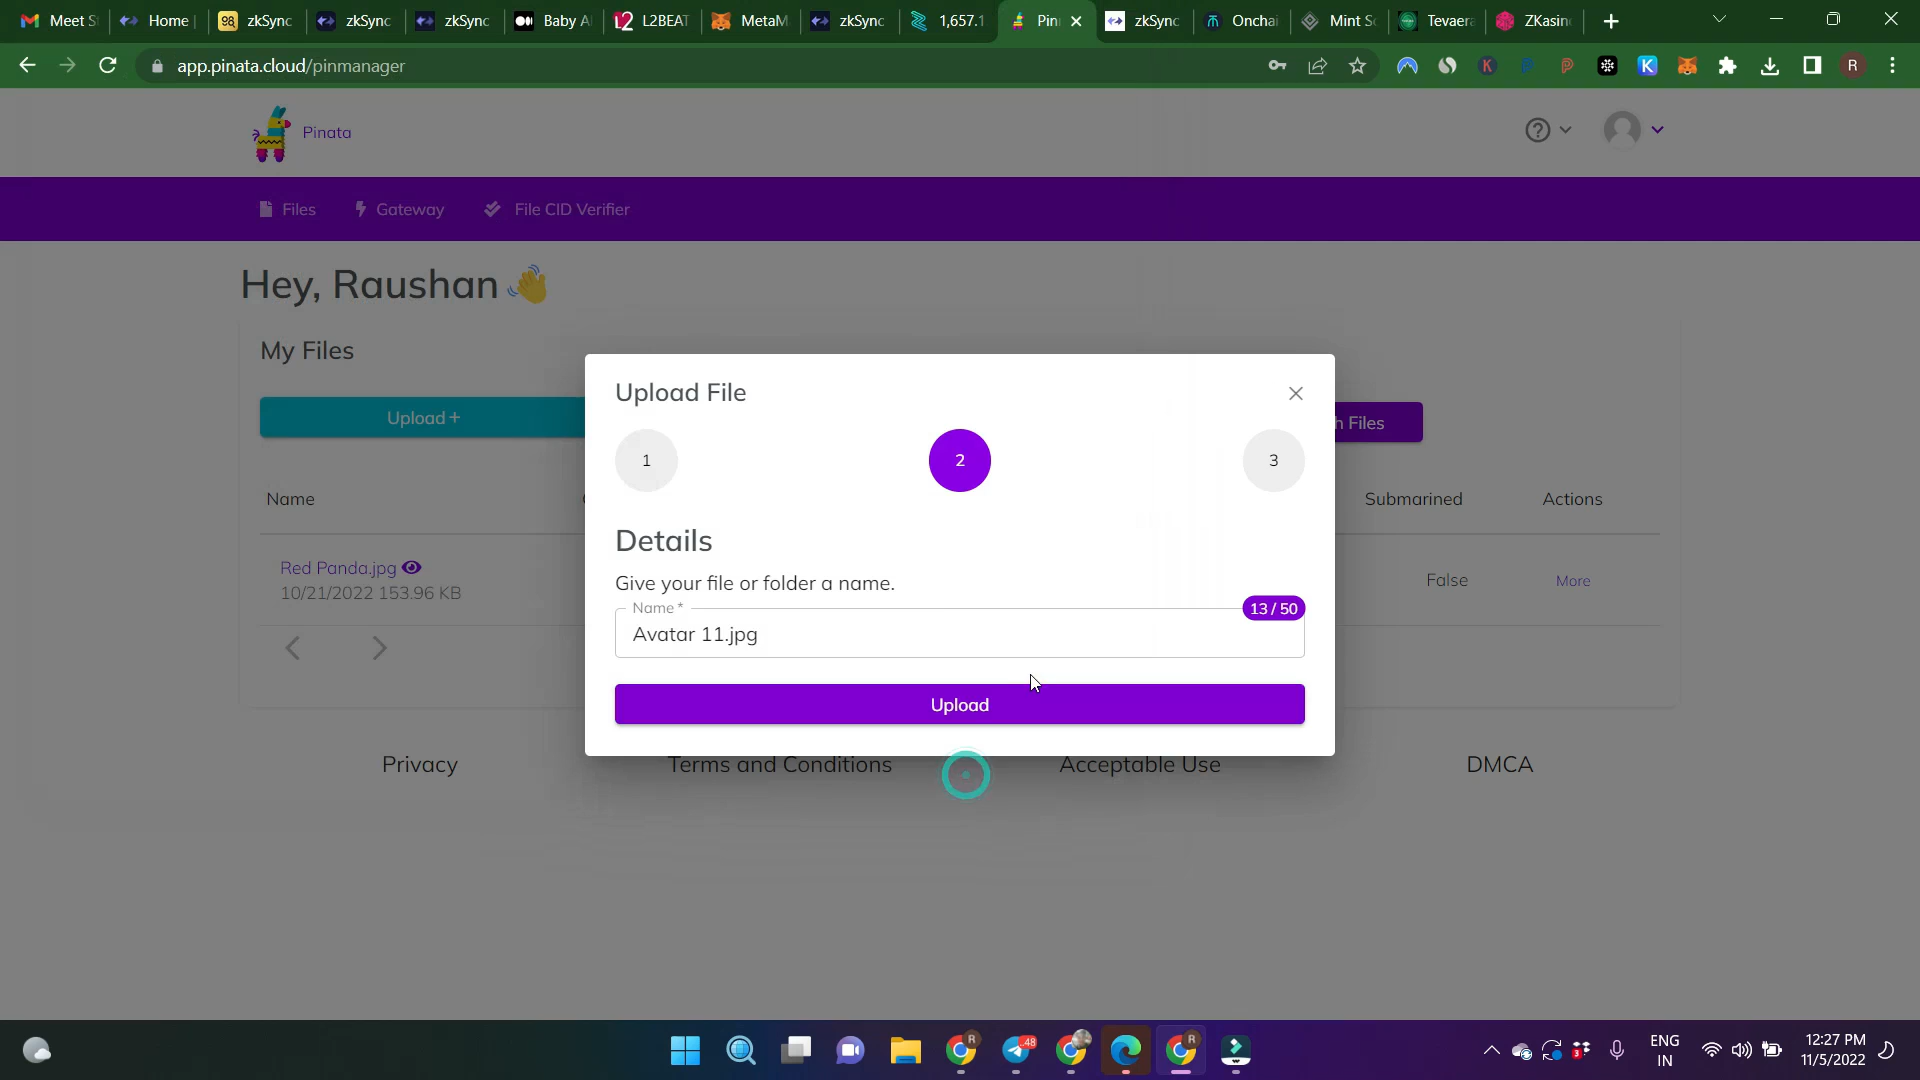 Meet S
Home
zkSync
zkSync
zkSync
Baby A
L2BEAT
MetaM
zkSync
1,657.1
Pin
zkSync
Onchai
Mint S
Tevaera
ZKasin
app.pinata.cloud/pinmanager
R
Pinata
Files
Gateway
File CID Verifier
Hey, Raushan
My Files
Upload+
h Files
Name
Submarined
Actions
Red Panda.jpg
10/21/2022 153.96 KB
False
More
Upload File
1
2
3
Details
Give your file or folder a name.
Name *
13 / 50
Avatar 11.jpg
Upload
Privacy
Terms and Conditions
Acceptable Use
DMCA
ENG
IN
12:27 PM
11/5/2022